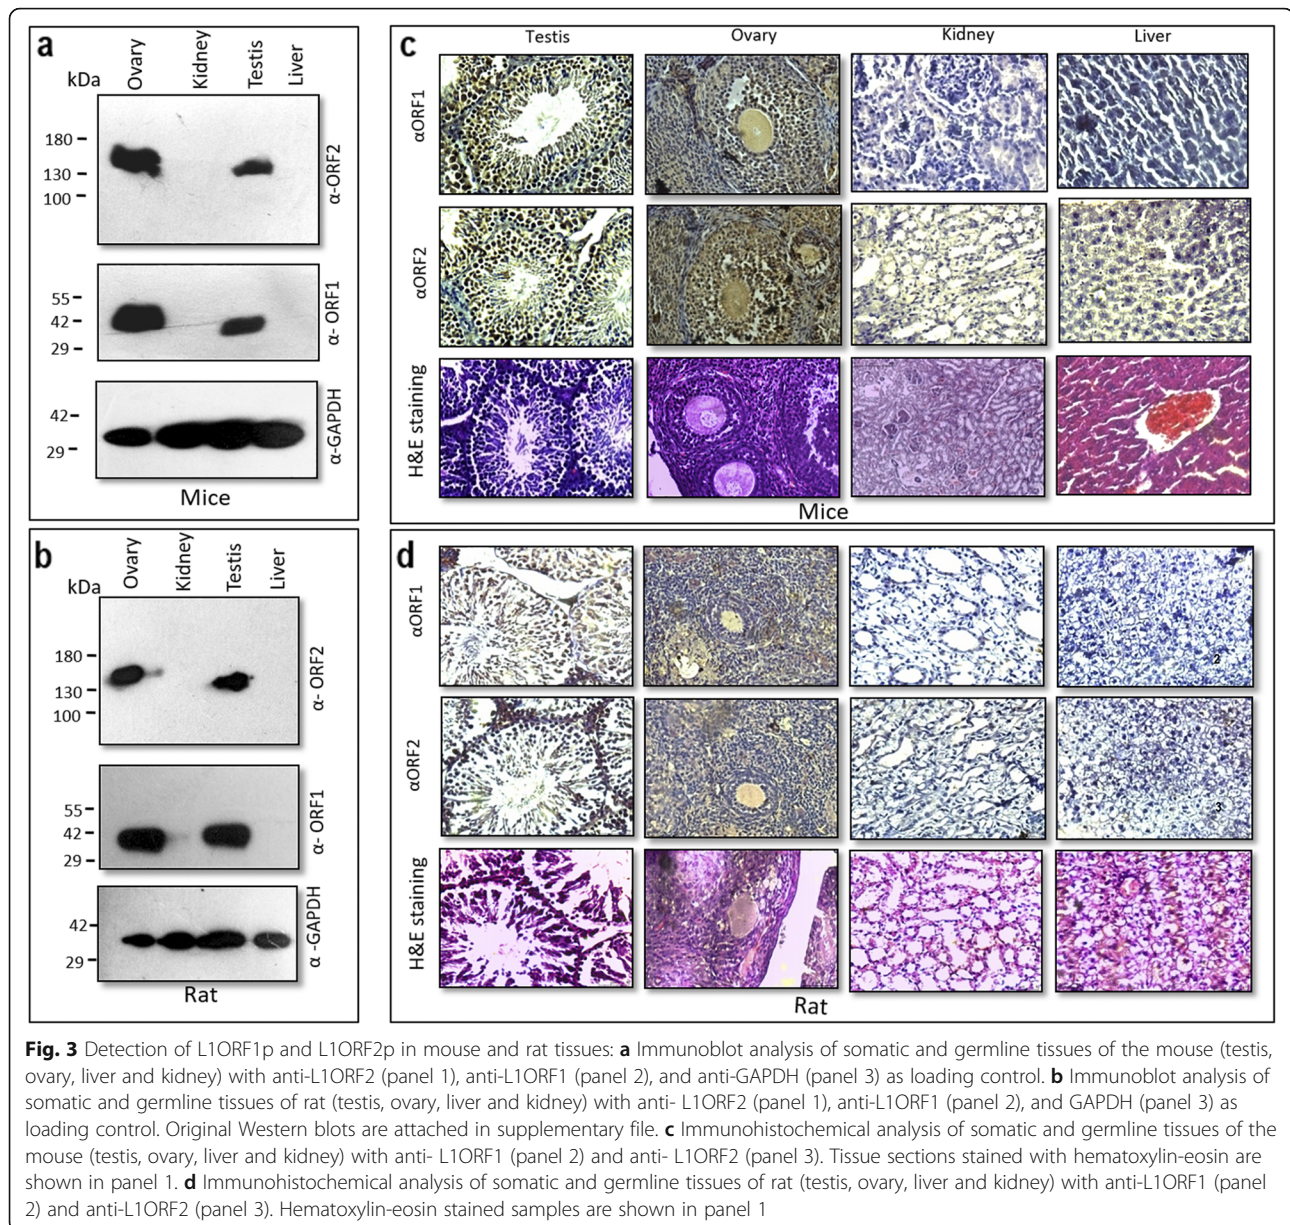 a
Ovary
Kidney
Testis
Liver
kDa
180
130
100
α-ORF2
55
42
29
α- ORF1
42
29
α-GAPDH
Mice
b
Ovary
Kidney
Testis
Liver
kDa
180
130
100
α- ORF2
55
42
29
α- ORF1
42
29
α -GAPDH
Rat
c
Testis
Ovary
Kidney
Liver
αORF1
αORF2
H&E staining
Mice
d
αORF1
2
αORF2
3
H&E staining
Rat
Fig. 3 Detection of L1ORF1p and L1ORF2p in mouse and rat tissues: a Immunoblot analysis of somatic and germline tissues of the mouse (testis,
ovary, liver and kidney) with anti-L1ORF2 (panel 1), anti-L1ORF1 (panel 2), and anti-GAPDH (panel 3) as loading control. b Immunoblot analysis of
somatic and germline tissues of rat (testis, ovary, liver and kidney) with anti- L1ORF2 (panel 1), anti-L1ORF1 (panel 2), and GAPDH (panel 3) as
loading control. Original Western blots are attached in supplementary file. c Immunohistochemical analysis of somatic and germline tissues of the
mouse (testis, ovary, liver and kidney) with anti- L1ORF1 (panel 2) and anti- L1ORF2 (panel 3). Tissue sections stained with hematoxylin-eosin are
shown in panel 1. d Immunohistochemical analysis of somatic and germline tissues of rat (testis, ovary, liver and kidney) with anti-L1ORF1 (panel
2) and anti-L1ORF2 (panel 3). Hematoxylin-eosin stained samples are shown in panel 1